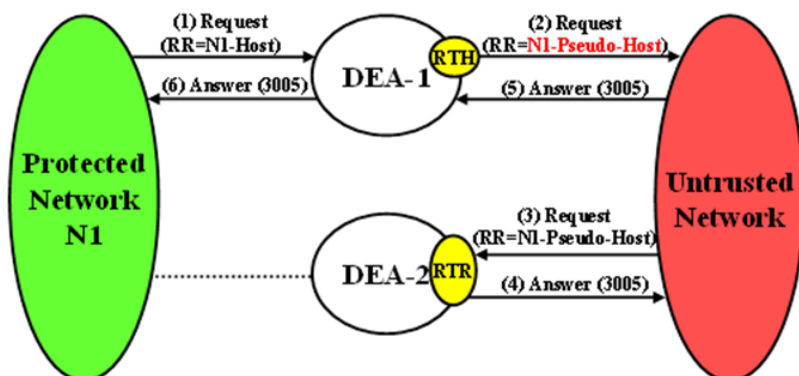 (1) Request
(RR=N1-Host)
(2) Request
(RR=N1-Pseudo-Host)
RTH
DEA-1
(6) Answer (3005)
(5) Answer (3005)
Protected
Network
N1
Untrusted
Network
(3) Request
(RR=N1-Pseudo-Host)
DEA-2
RTR
(4) Answer (3005)